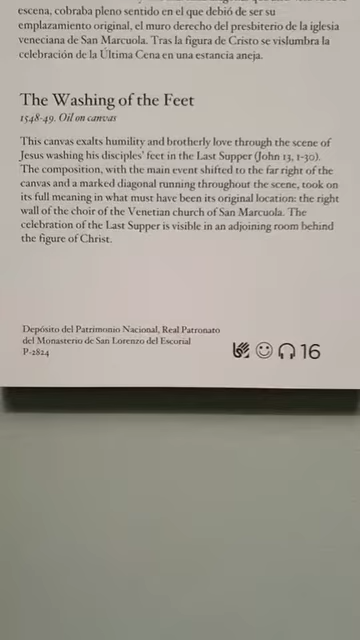 escena, cobraba pleno sentido en el que debió de ser su
emplazamiento original, el muro derecho del presbiterio de la iglesia
veneciana de San Marcuola. Tras la figura de Cristo se vislumbra la
celebración de la Última Cena en una estancia aneja.
The Washing of the Feet
1548-49. Oil on canvas
This canvas exalts humility and brotherly love through the scene of
Jesus washing his disciples' feet in the Last Supper (John 13, 1-30).
The composition, with the main event shifted to the far right of the
canvas and a marked diagonal running throughout the scene, took on
its full meaning in what must have been its original location: the right
wall of the choir of the Venetian church of San Marcuola. The
celebration of the Last Supper is visible in an adjoining room behind
the figure of Christ.
Depósito del Patrimonio Nacional, Real Patronato
del Monasterio de San Lorenzo del Escorial
P-2824
16